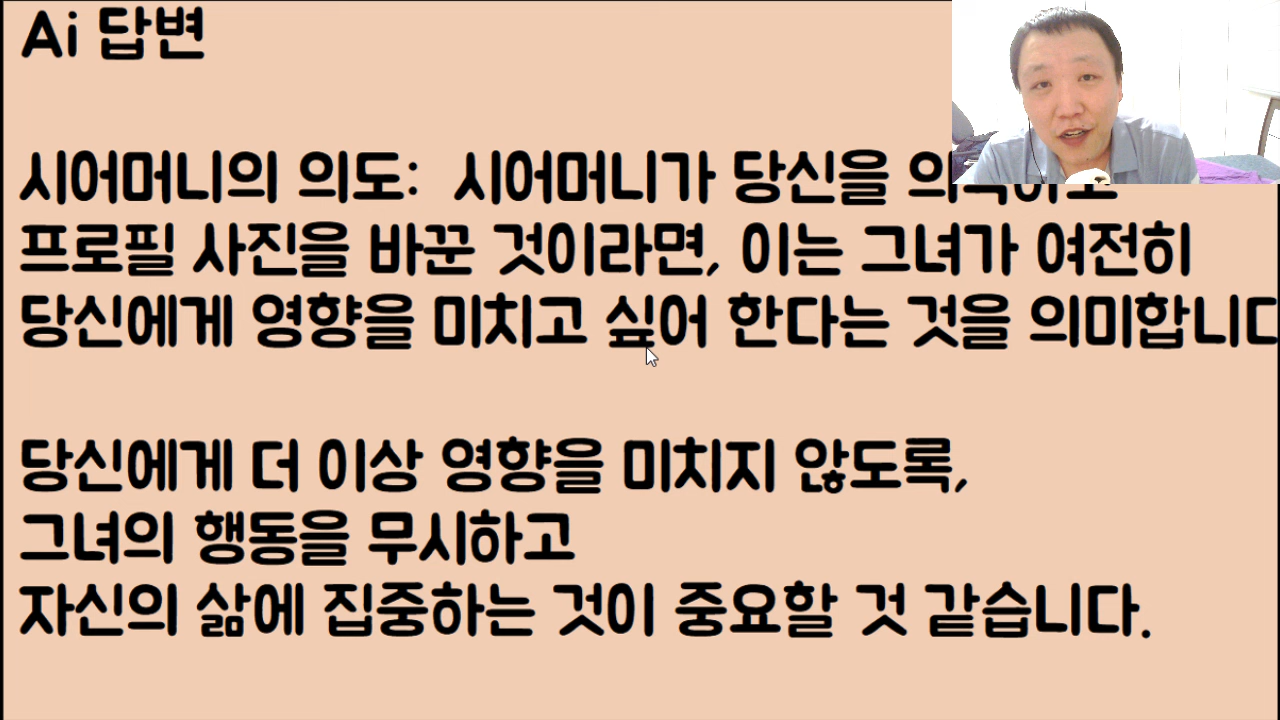 Ai 답변
시어머니의 의도: 시어머니가 당신을
프로필 사진을 바꾼 것이라면, 이는 그녀가 여전히
당신에게 영향을 미치고 싶어 한다는 것을 의미합니다
당신에게 더 이상 영향을 미치지 않도록,
그녀의 행동을 무시하고
자신의 삶에 집중하는 것이 중요할 것 같습니다.